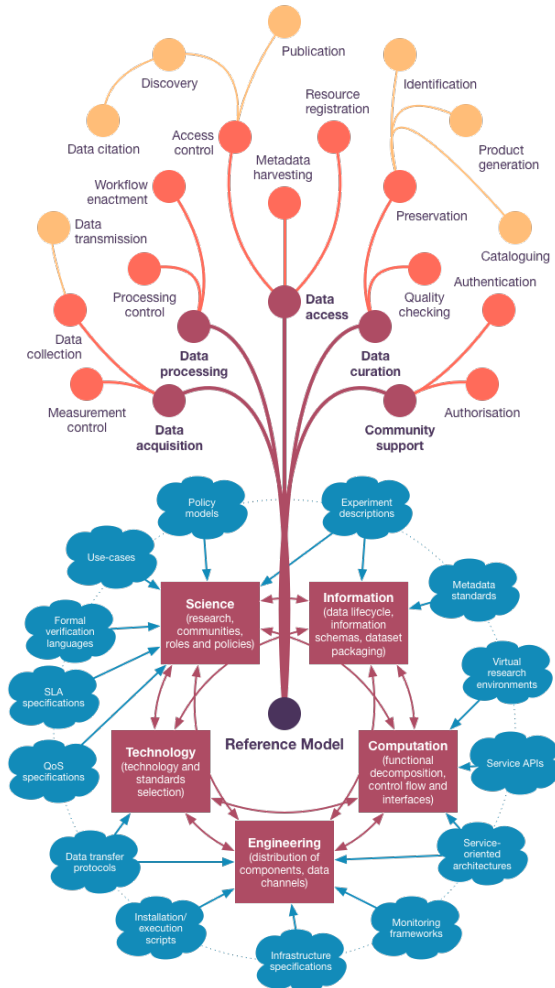 Publication
Identification
Discovery
Resource
registration
Data citation
Access
control
Metadata
harvesting
Product
generation
Workflow
enactment
Preservation
Data
transmission
Cataloguing
Processing
control
Data
access
Quality
checking
Authentication
Data
collection
Data
processing
Data
curation
Measurement
control
Data
acquisition
Community
support
Authorisation
Policy
models
Experiment
descriptions
Use-cases
Metadata
standards
Science
(research,
communities,
roles and policies)
Information
(data lifecycle,
information
schemas, dataset
packaging)
Formal
verification
languages
Virtual
research
environments
SLA
specifications
Reference Model
QoS
specifications
Technology
(technology and
standards
selection)
Computation
(functional
decomposition,
control flow and
interfaces)
Service APIs
Data transfer
protocols
Engineering
(distribution of
components, data
channels)
Service-
oriented
architectures
Installation/
execution
scripts
Infrastructure
specifications
Monitoring
frameworks